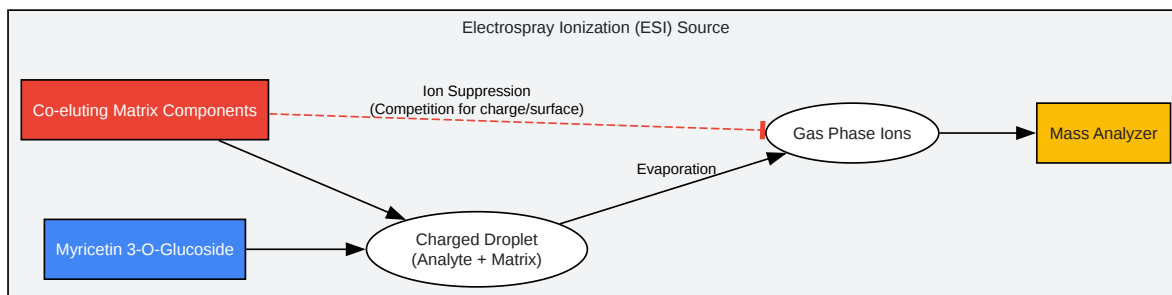 Electrospray Ionization (ESI) Source
Co-eluting Matrix Components
Ion Suppression
(Competition for charge/surface)
Gas Phase Ions
Mass Analyzer
Evaporation
Myricetin 3-O-Glucoside
Charged Droplet
(Analyte + Matrix)